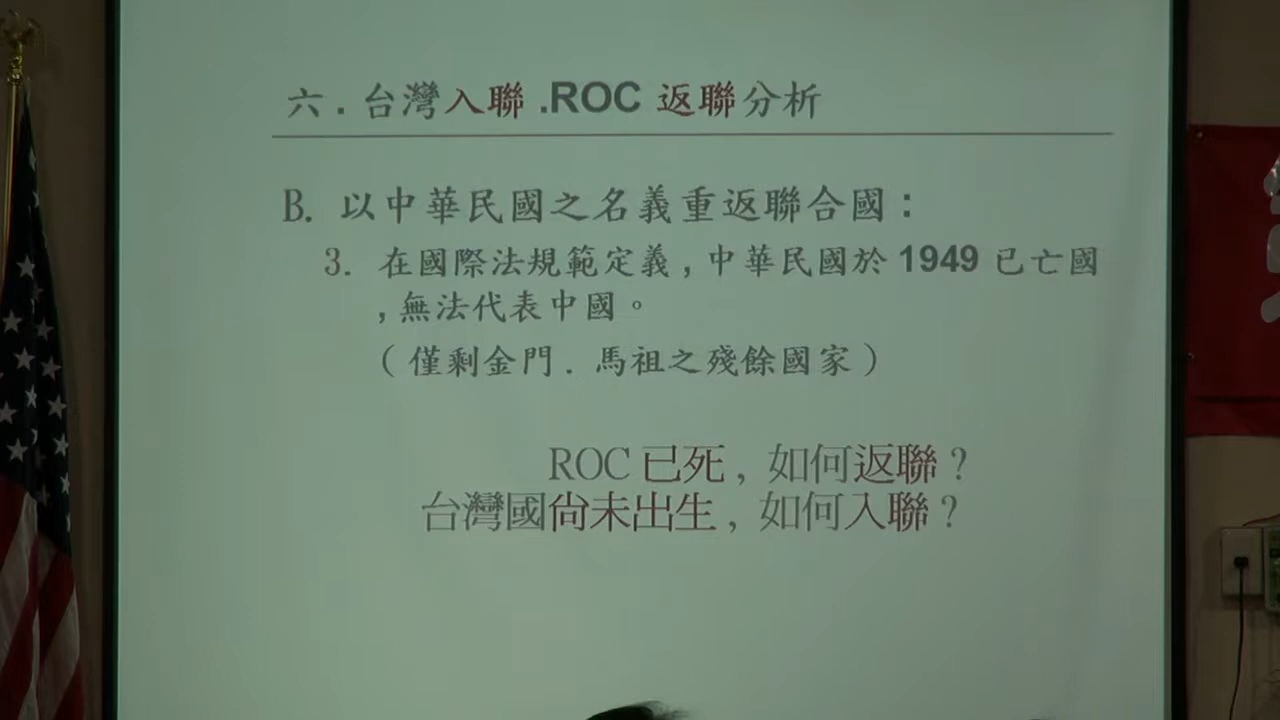 六．台灣入聯 .ROC 返聯分析
B. 以中華民國之名義重返聯合國：
3. 在國際法規範定義，中華民國於 1949 已亡國
，無法代表中國。
（僅剩金門．馬祖之殘餘國家）
ROC 已死，如何返聯？
台灣國尚未出生，如何入聯？